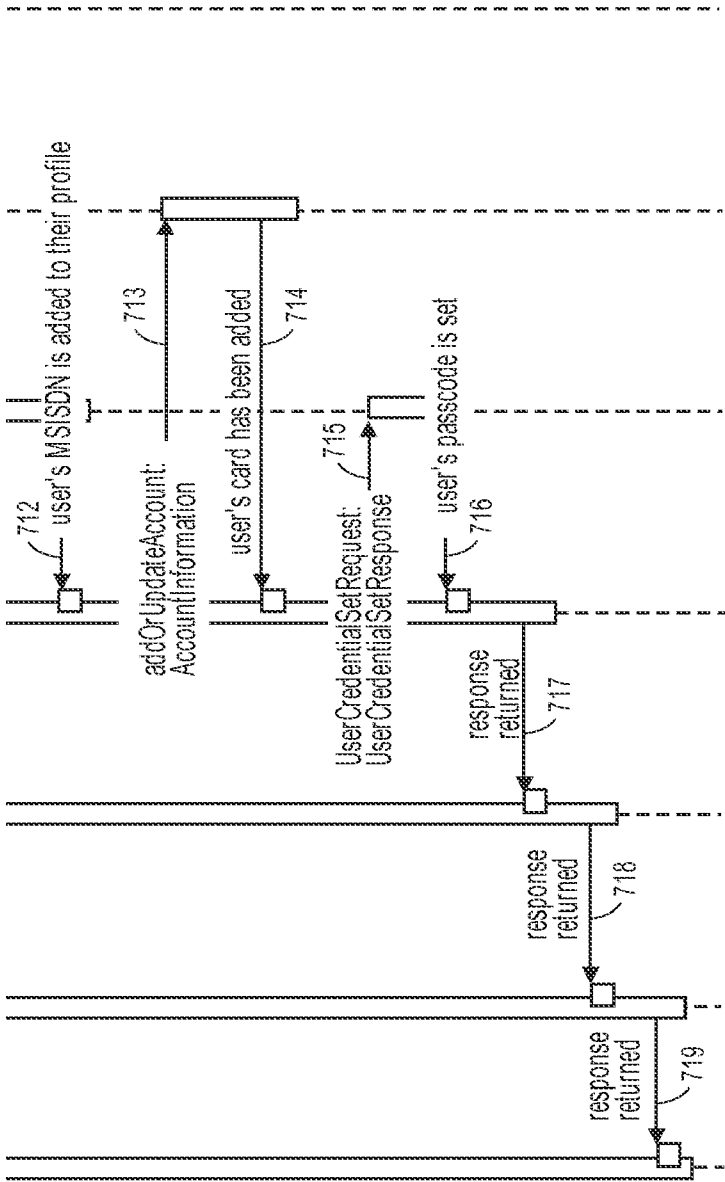 712
user's MSISDN is added to their profile
addOrUpdateAccount:
AccountInformation
713
user's card has been added
714
UserCredentialSetRequest:
UserCredentialSetResponse
715
user's passcode is set
716
response
returned
717
response
returned
718
response
returned
719